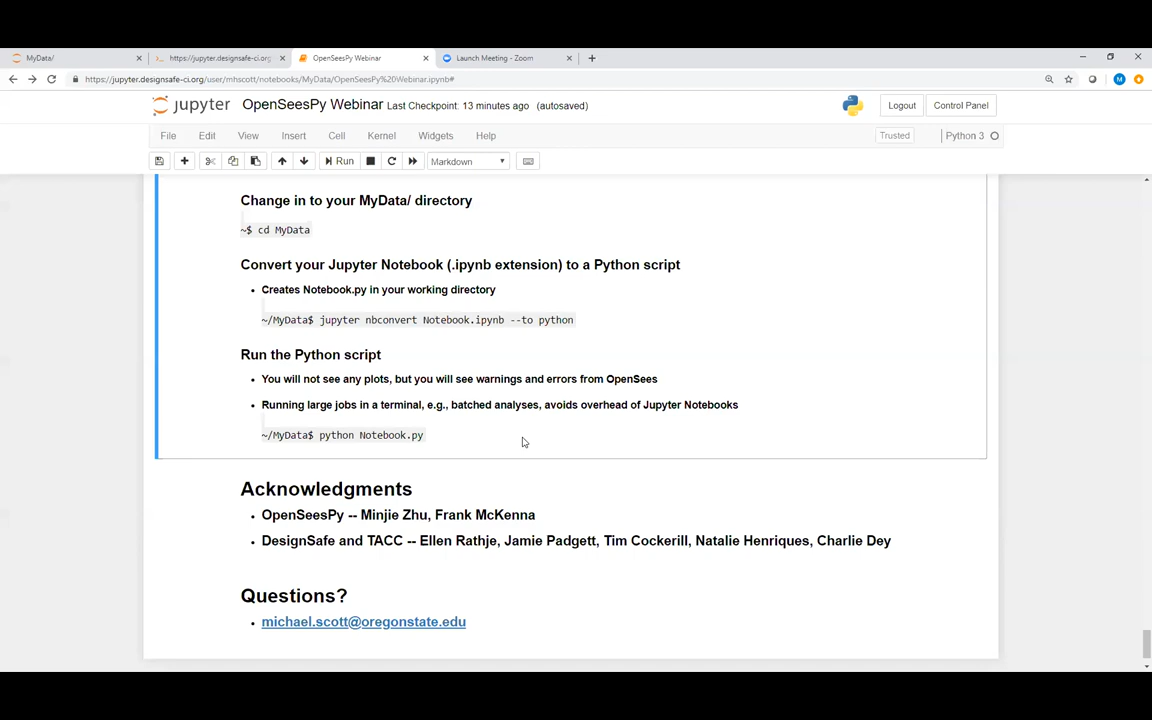 MyData/
https://jupyter.designsafe-ci.org
OpenSeesPy Webinar
Launch Meeting - Zoom
https://jupyter.designsafe-ci.org/user/mhscott/notebooks/MyData/OpenSeesPy%20Webinar.ipynb#
M
jupyter OpenSeesPy Webinar Last Checkpoint: 13 minutes ago (autosaved)
Logout
Control Panel
File Edit View Insert Cell Kernel Widgets Help
Trusted
Python 3
Run
Markdown
Change in to your MyData/ directory
~$ cd MyData
Convert your Jupyter Notebook (.ipynb extension) to a Python script
• Creates Notebook.py in your working directory
~/MyData$ jupyter nbconvert Notebook.ipynb --to python
Run the Python script
• You will not see any plots, but you will see warnings and errors from OpenSees
• Running large jobs in a terminal, e.g., batched analyses, avoids overhead of Jupyter Notebooks
~/MyData$ python Notebook.py
Acknowledgments
• OpenSeesPy -- Minjie Zhu, Frank McKenna
• DesignSafe and TACC -- Ellen Rathje, Jamie Padgett, Tim Cockerill, Natalie Henriques, Charlie Dey
Questions?
• michael.scott@oregonstate.edu